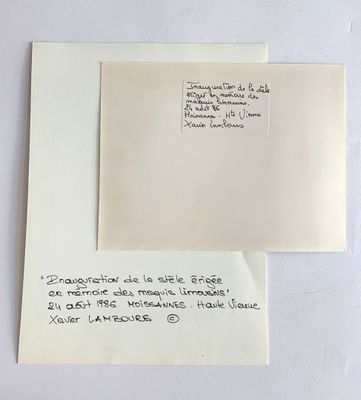 Inauguration de la stèle
érigée en mémoire des
maquis limousins.
24 août 86
Moissannes. Hte Vienne
Xavier Lambours
"Inauguration de la stèle érigée
en mémoire des maquis limousins"
24 août 1986 MOISSANNES. Haute Vienne
Xavier LAMBOURS ©